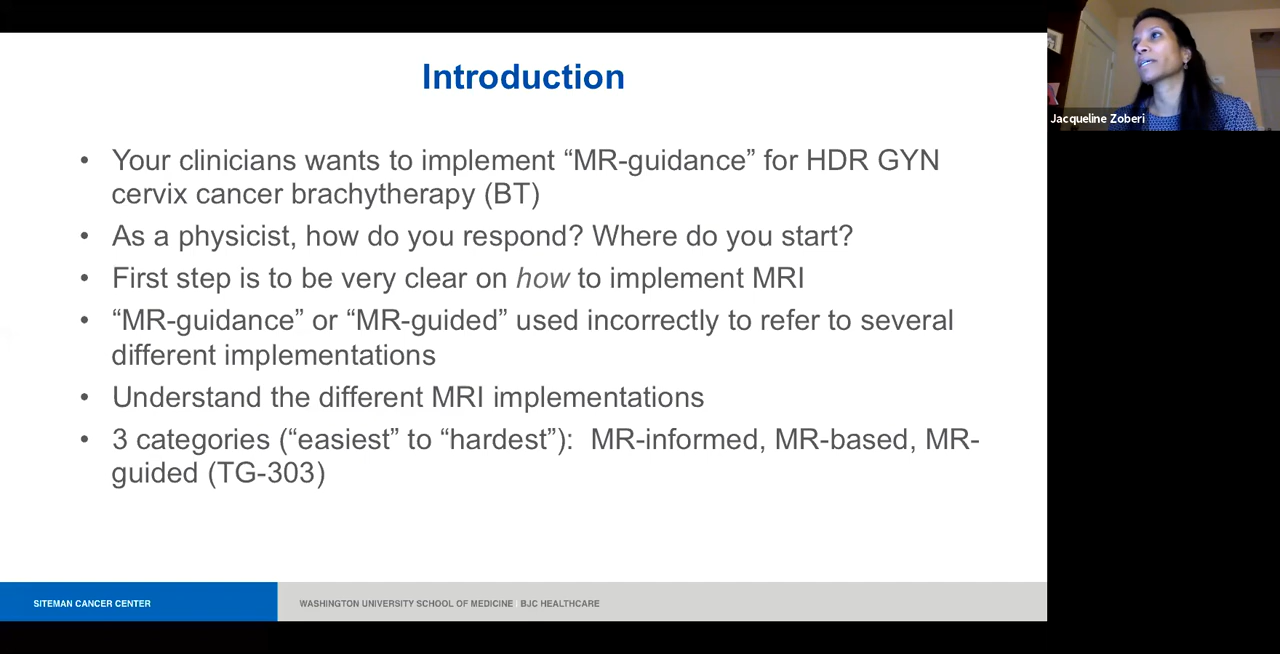 Introduction
Jacqueline Zoberi
• Your clinicians wants to implement “MR-guidance” for HDR GYN
cervix cancer brachytherapy (BT)
• As a physicist, how do you respond? Where do you start?
• First step is to be very clear on how to implement MRI
• “MR-guidance” or “MR-guided” used incorrectly to refer to several
different implementations
• Understand the different MRI implementations
• 3 categories (“easiest” to “hardest”):  MR-informed, MR-based, MR-
guided (TG-303)
SITEMAN CANCER CENTER
WASHINGTON UNIVERSITY SCHOOL OF MEDICINE | BJC HEALTHCARE